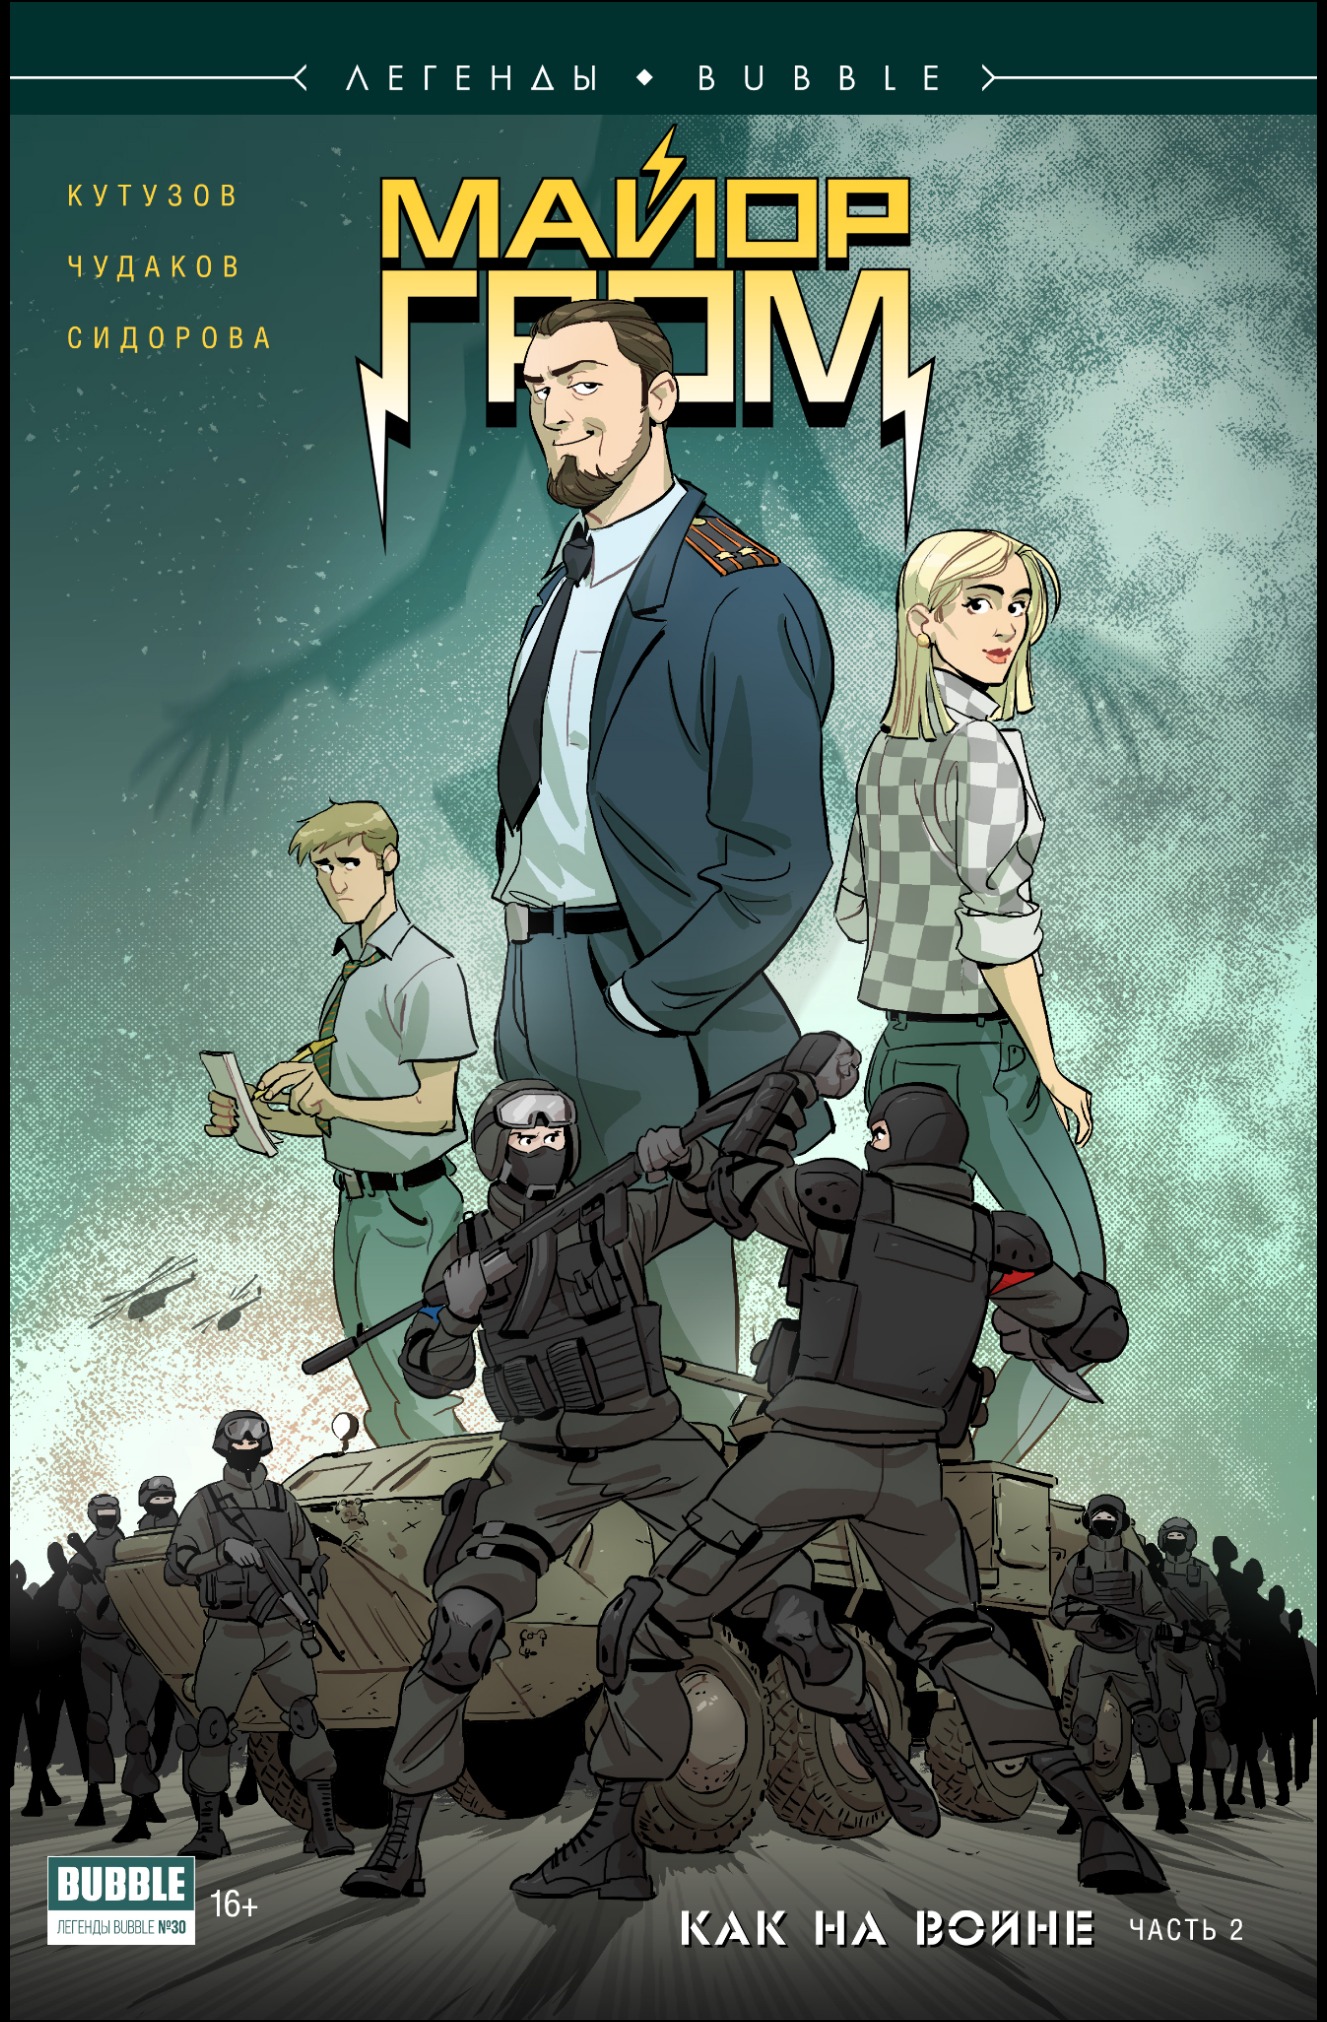 ЛЕГЕНДЫ ◆ BUBBLE
КУТУЗОВ
ЧУДАКОВ
СИДОРОВА
МАЙОР
ГРОМ
BUBBLE
ЛЕГЕНДЫ BUBBLE №30
16+
КАК НА ВОЙНЕ ЧАСТЬ 2